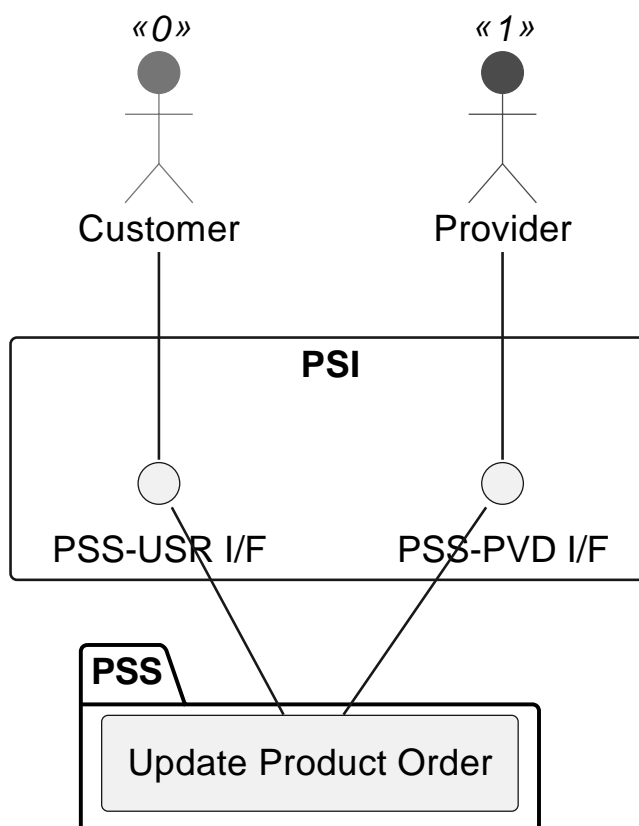 «0» «1»
Customer Provider
PSI
PSS-USR I/F PSS-PVD I/F
PSS
Update Product Order